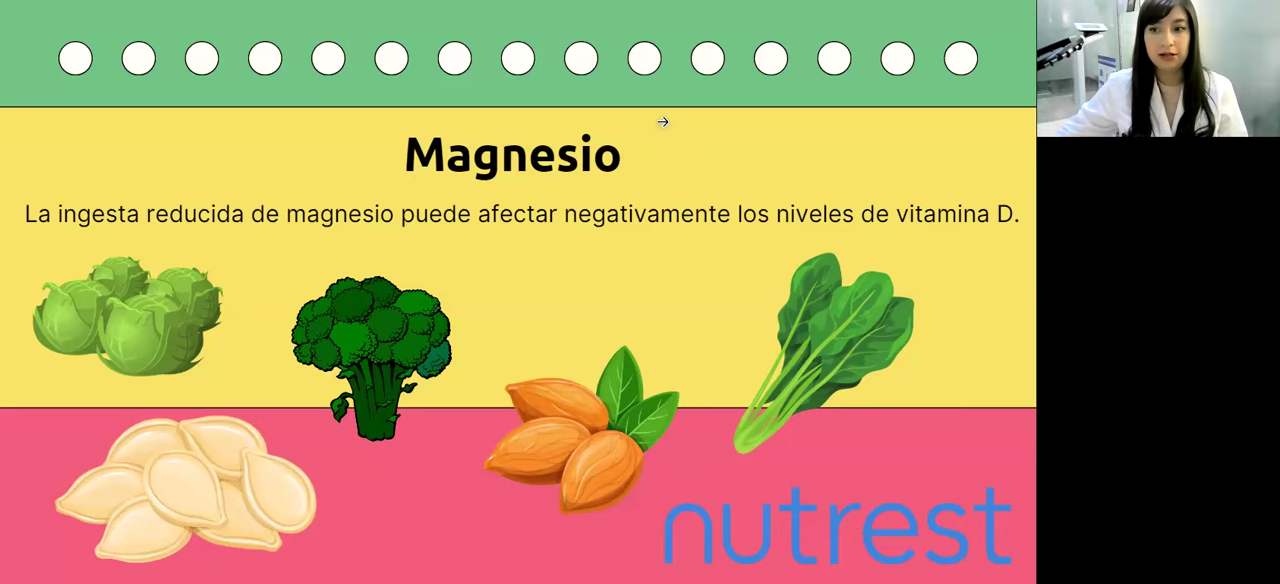 Magnesio
La ingesta reducida de magnesio puede afectar negativamente los niveles de vitamina D.
nutrest